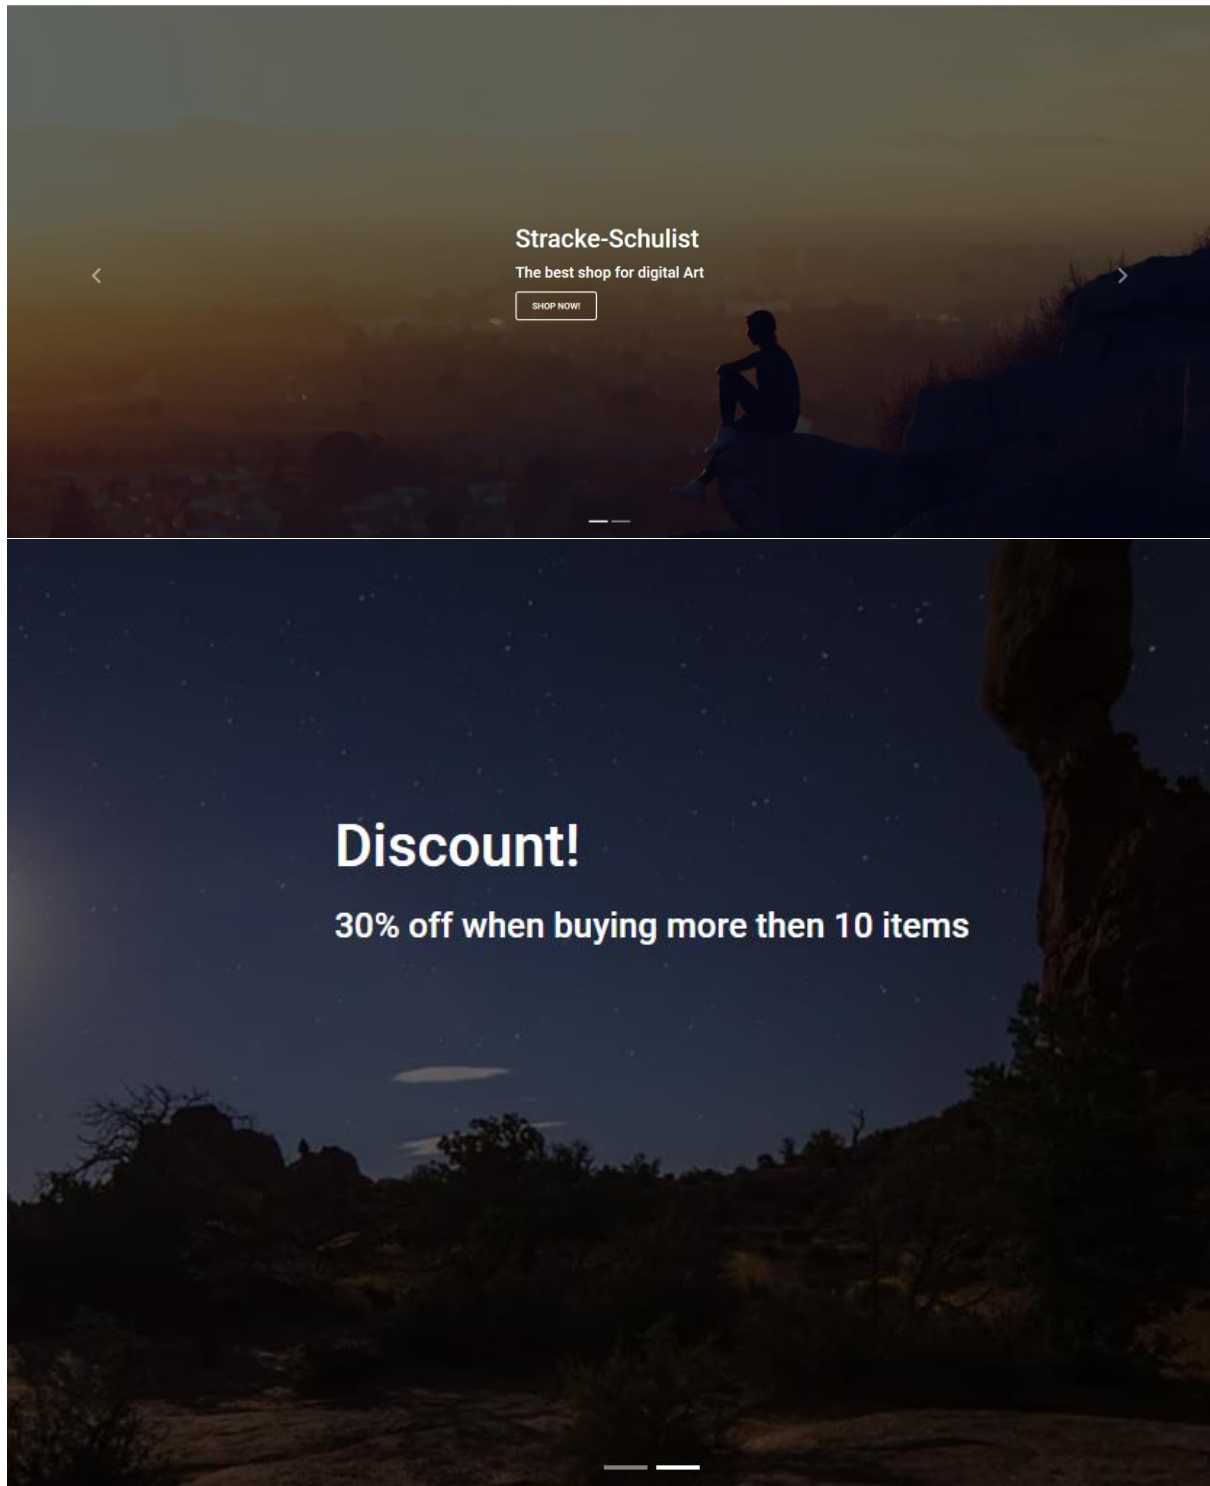 Stracke-Schulist
The best shop for digital Art
SHOP NOW!
Discount!
30% off when buying more then 10 items